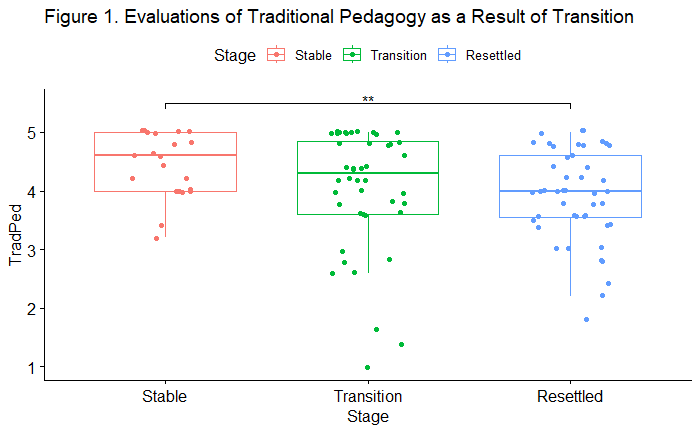 Figure 1. Evaluations of Traditional Pedagogy as a Result of Transition
Stage Stable Transition Resettled
**
5
4
3
2
1
TradPed
Stable Transition Resettled
Stage